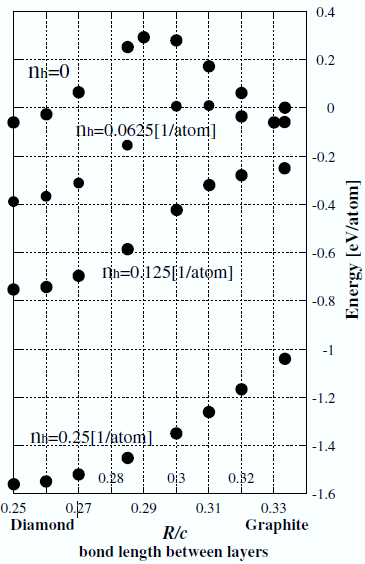 0.4
nh=0
0.2
0
nh=0.0625[1/atom]
-0.2
-0.4
Energy [eV/atom]
-0.6
nh=0.125[1/atom]
-0.8
-1
-1.2
nh=0.25[1/atom]
-1.4
0.28 0.3 0.32
-1.6
0.25 0.27 0.29 0.31 0.33
Diamond Graphite
R/c
bond length between layers